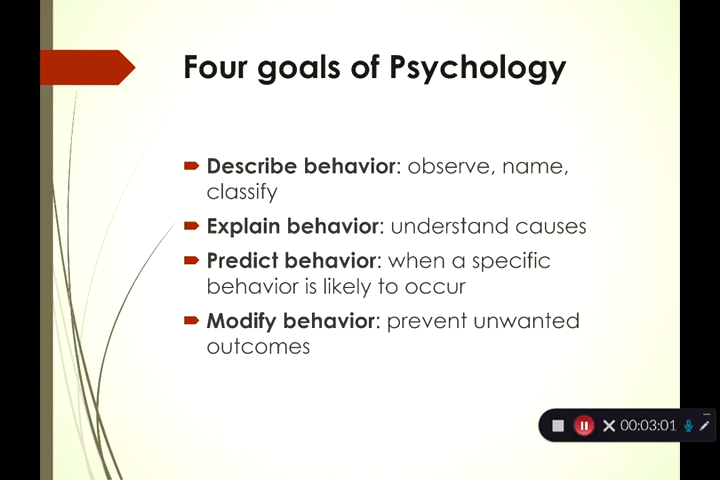 Four goals of Psychology
Describe behavior: observe, name,
classify
Explain behavior: understand causes
Predict behavior: when a specific
behavior is likely to occur
Modify behavior: prevent unwanted
outcomes
00:03:01